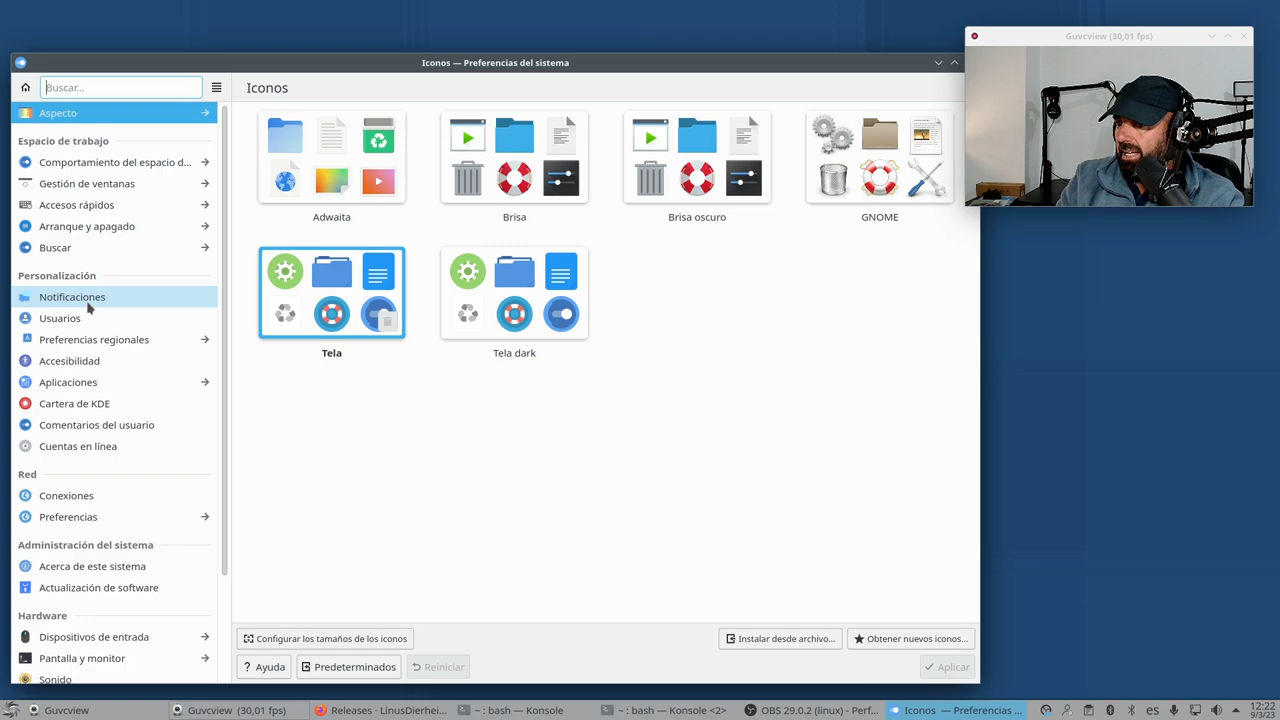 Guvcview (30,01 fps)
Iconos — Preferencias del sistema
Buscar...
Iconos
Aspecto
Espacio de trabajo
Comportamiento del espacio d...
Gestión de ventanas
Accesos rápidos
Arranque y apagado
Buscar
Personalización
Notificaciones
Usuarios
Preferencias regionales
Accesibilidad
Aplicaciones
Cartera de KDE
Comentarios del usuario
Cuentas en línea
Red
Conexiones
Preferencias
Administración del sistema
Acerca de este sistema
Actualización de software
Hardware
Dispositivos de entrada
Pantalla y monitor
Sonido
Adwaita
Brisa
Brisa oscuro
GNOME
Tela
Tela dark
Configurar los tamaños de los iconos
Instalar desde archivo...
Obtener nuevos iconos...
? Ayuda
Predeterminados
Reiniciar
Aplicar
Guvcview
Guvcview (30,01 fps)
Releases · LinusDierhei...
~ : bash — Konsole
~ : bash — Konsole <2>
OBS 29.0.2 (linux) - Perf...
Iconos — Preferencias ...
es
12:22
9/3/23